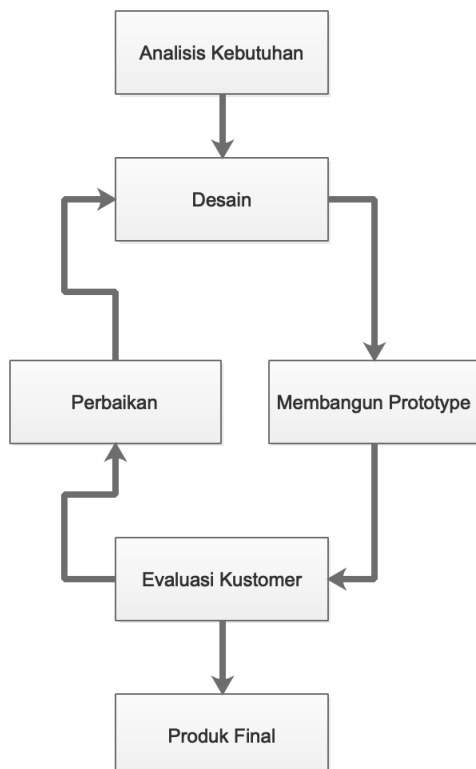 Analisis Kebutuhan
Desain
Perbaikan
Membangun Prototype
Evaluasi Kustomer
Produk Final